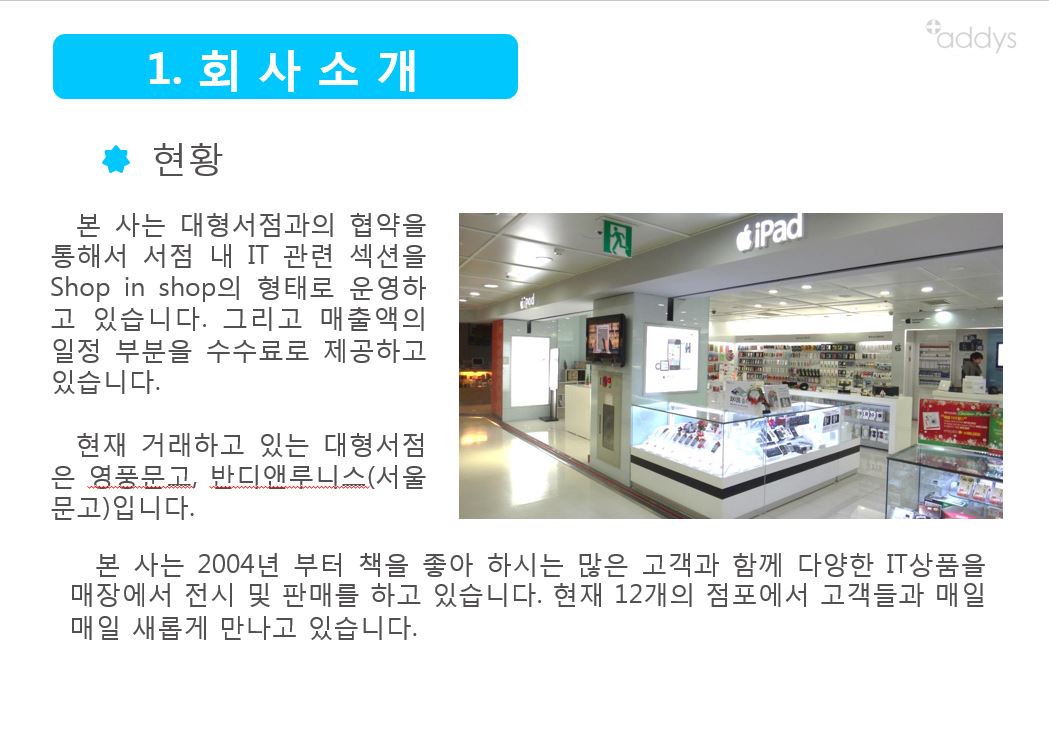 addys
1. 회 사 소 개
현황
본 사는 대형서점과의 협약을
통해서 서점 내 IT 관련 섹션을
Shop in shop의 형태로 운영하
고 있습니다. 그리고 매출액의
일정 부분을 수수료로 제공하고
있습니다.
현재 거래하고 있는 대형서점
은 영풍문고, 반디앤루니스(서울
문고)입니다.
iPad
iPod
본 사는 2004년 부터 책을 좋아 하시는 많은 고객과 함께 다양한 IT상품을
매장에서 전시 및 판매를 하고 있습니다. 현재 12개의 점포에서 고객들과 매일
매일 새롭게 만나고 있습니다.